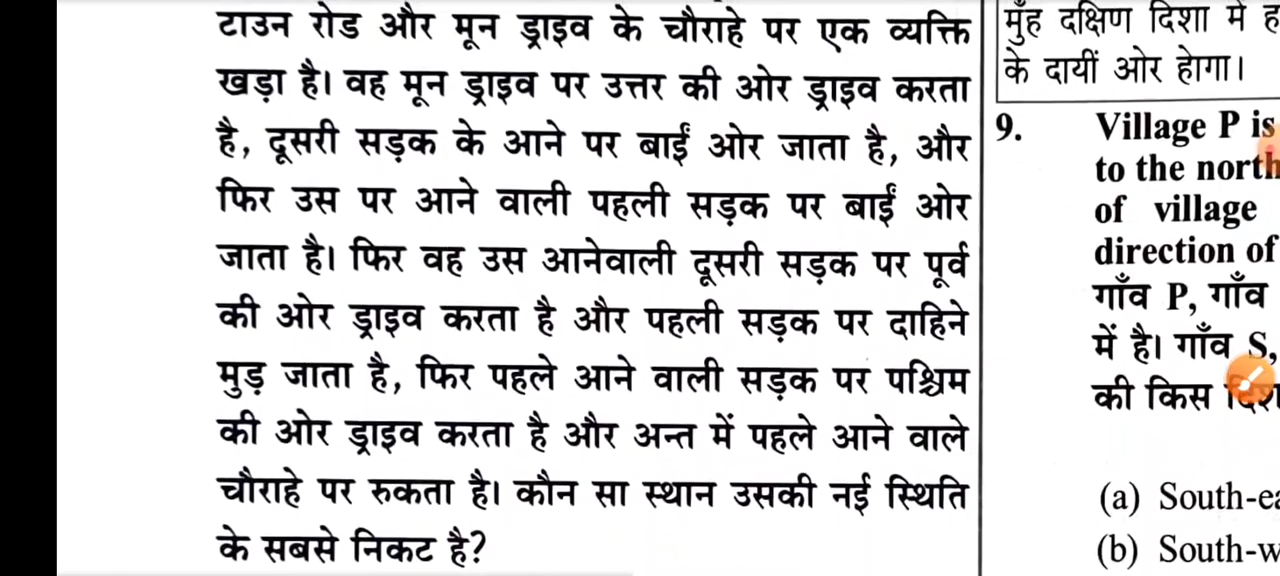 टाउन रोड और मून ड्राइव के चौराहे पर एक व्यक्ति
खड़ा है। वह मून ड्राइव पर उत्तर की ओर ड्राइव करता
है, दूसरी सड़क के आने पर बाईं ओर जाता है, और
फिर उस पर आने वाली पहली सड़क पर बाईं ओर
जाता है। फिर वह उस आनेवाली दूसरी सड़क पर पूर्व
की ओर ड्राइव करता है और पहली सड़क पर दाहिने
मुड़ जाता है, फिर पहले आने वाली सड़क पर पश्चिम
की ओर ड्राइव करता है और अन्त में पहले आने वाले
चौराहे पर रुकता है। कौन सा स्थान उसकी नई स्थिति
के सबसे निकट है?
मुँह दक्षिण दिशा में
के दायीं ओर हेागा।
9. Village P is
to the north
of village
direction of
गाँव P, गाँव
में है। गाँव S,
की किस
(a) South-ea
(b) South-w